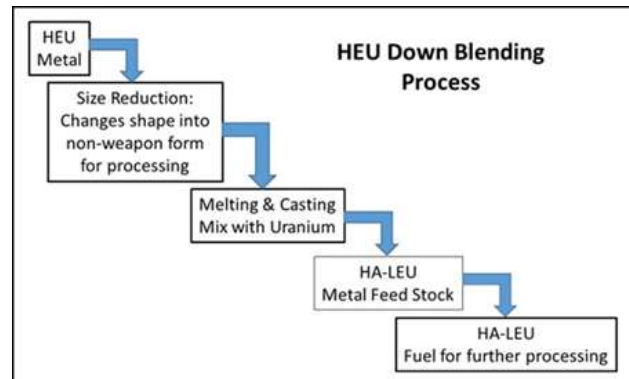 HEU Down Blending
Process
HEU
Metal
Size Reduction:
Changes shape into
non-weapon form
for processing
Melting & Casting
Mix with Uranium
HA-LEU
Metal Feed Stock
HA-LEU
Fuel for further processing